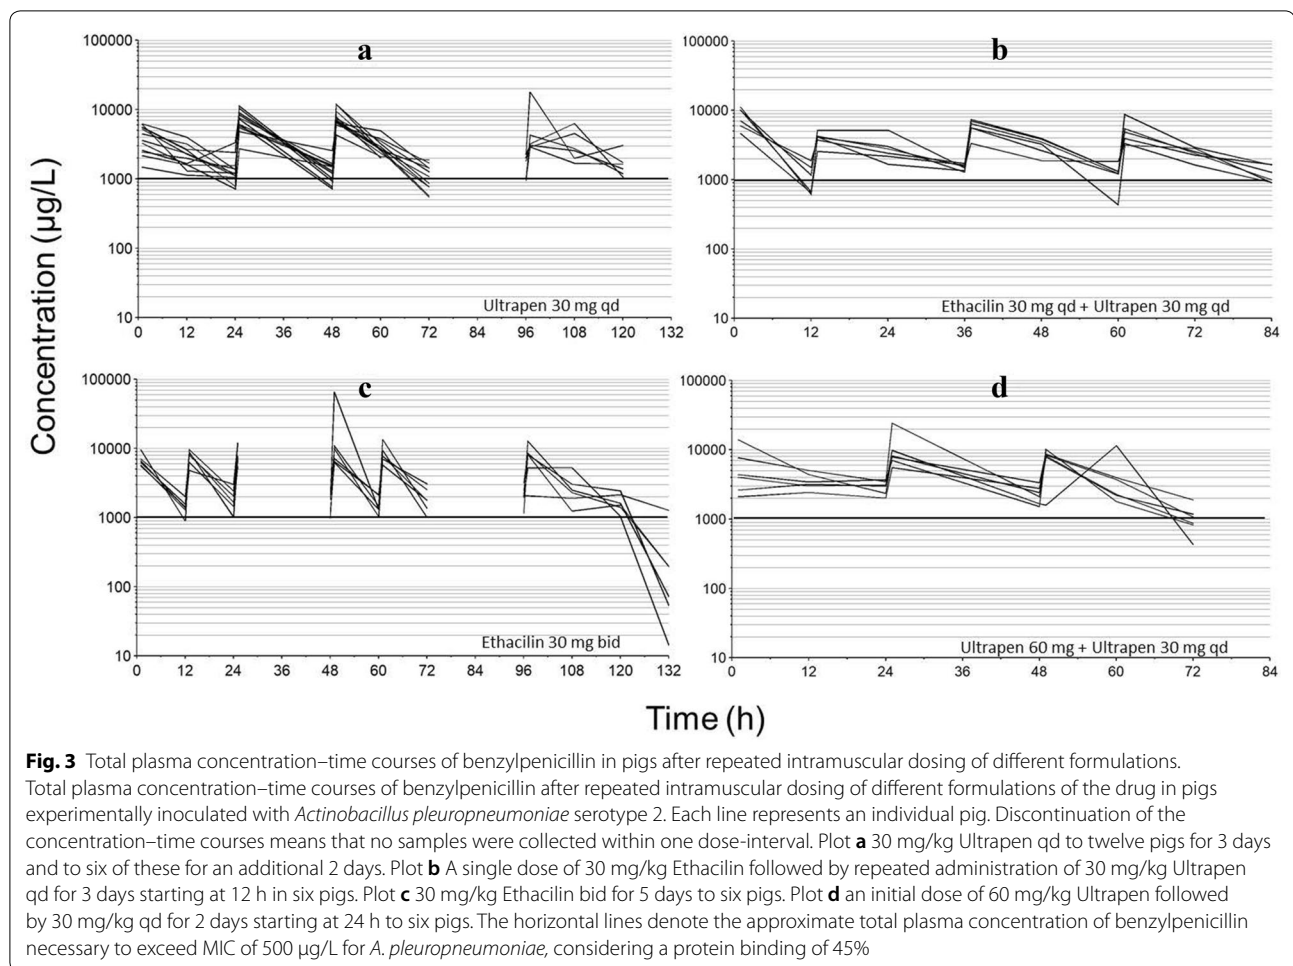 Concentration (µg/L)
a
100000
10000
1000
100
10
Ultrapen 30 mg qd
0 12 24 36 48 60 72 84 96 108 120 132
b
100000
10000
1000
100
10
Ethacilin 30 mg qd + Ultrapen 30 mg qd
0 12 24 36 48 60 72 84
c
100000
10000
1000
100
10
Ethacilin 30 mg bid
0 12 24 36 48 60 72 84 96 108 120 132
d
100000
10000
1000
100
10
Ultrapen 60 mg + Ultrapen 30 mg qd
0 12 24 36 48 60 72 84
Time (h)
Fig. 3 Total plasma concentration–time courses of benzylpenicillin in pigs after repeated intramuscular dosing of different formulations.
Total plasma concentration–time courses of benzylpenicillin after repeated intramuscular dosing of different formulations of the drug in pigs
experimentally inoculated with Actinobacillus pleuropneumoniae serotype 2. Each line represents an individual pig. Discontinuation of the
concentration–time courses means that no samples were collected within one dose-interval. Plot a 30 mg/kg Ultrapen qd to twelve pigs for 3 days
and to six of these for an additional 2 days. Plot b A single dose of 30 mg/kg Ethacilin followed by repeated administration of 30 mg/kg Ultrapen
qd for 3 days starting at 12 h in six pigs. Plot c 30 mg/kg Ethacilin bid for 5 days to six pigs. Plot d an initial dose of 60 mg/kg Ultrapen followed
by 30 mg/kg qd for 2 days starting at 24 h to six pigs. The horizontal lines denote the approximate total plasma concentration of benzylpenicillin
necessary to exceed MIC of 500 µg/L for A. pleuropneumoniae, considering a protein binding of 45%